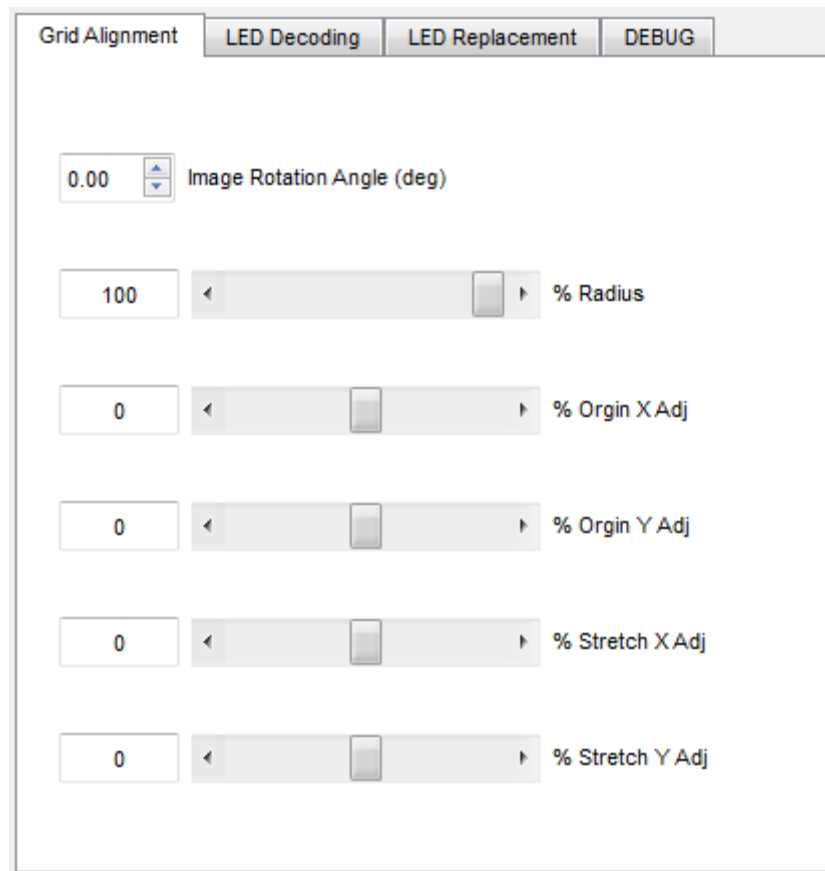 Grid Alignment LED Decoding LED Replacement DEBUG
0.00 Image Rotation Angle (deg)
100 % Radius
0 % Orgin X Adj
0 % Orgin Y Adj
0 % Stretch X Adj
0 % Stretch Y Adj